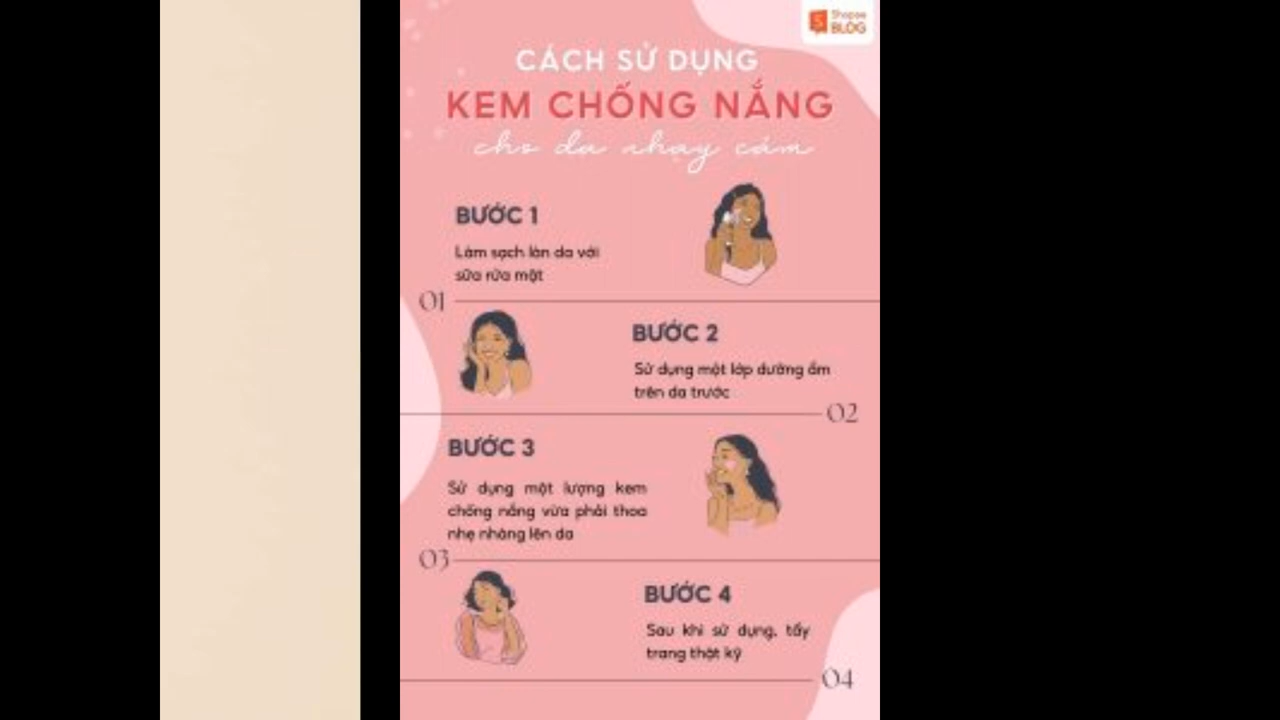 Shopee
BLOG
CÁCH SỬ DỤNG
KEM CHỐNG NẮNG
cho da nhạy cảm
BƯỚC 1
Làm sạch làn da với
sữa rửa mặt
01
BƯỚC 2
Sử dụng một lớp dưỡng ẩm
trên da trước
02
BƯỚC 3
Sử dụng một lượng kem
chống nắng vừa phải thoa
nhẹ nhàng lên da
03
BƯỚC 4
Sau khi sử dụng, tẩy
trang thật kỹ
04